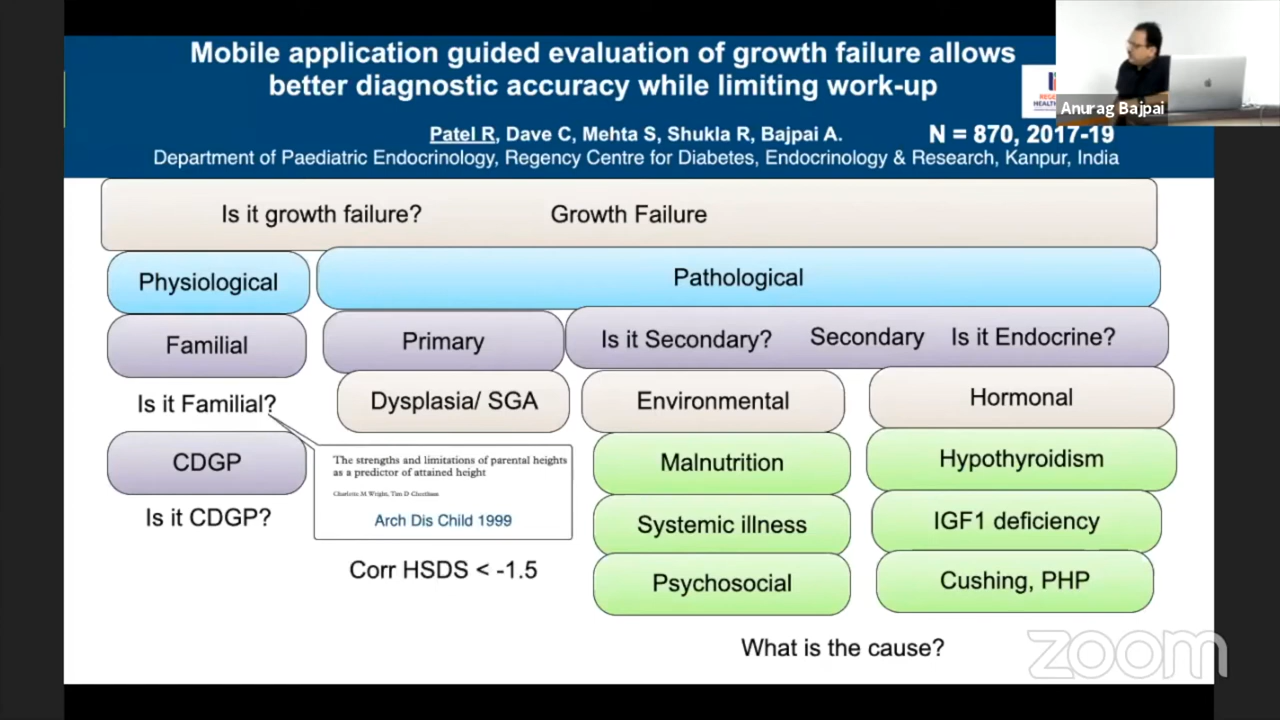 Mobile application guided evaluation of growth failure allows
better diagnostic accuracy while limiting work-up
Anurag Bajpai
Patel R, Dave C, Mehta S, Shukla R, Bajpai A.
N = 870, 2017-19
Department of Paediatric Endocrinology, Regency Centre for Diabetes, Endocrinology & Research, Kanpur, India
Is it growth failure?
Growth Failure
Physiological
Pathological
Familial
Primary
Is it Secondary?
Secondary
Is it Endocrine?
Is it Familial?
Dysplasia/ SGA
Environmental
Hormonal
CDGP
The strengths and limitations of parental heights
as a predictor of attained height
Charlotte M Wright, Tim D Cheetham
Arch Dis Child 1999
Malnutrition
Hypothyroidism
Is it CDGP?
Systemic illness
IGF1 deficiency
Corr HSDS < -1.5
Psychosocial
Cushing, PHP
What is the cause?
zoom